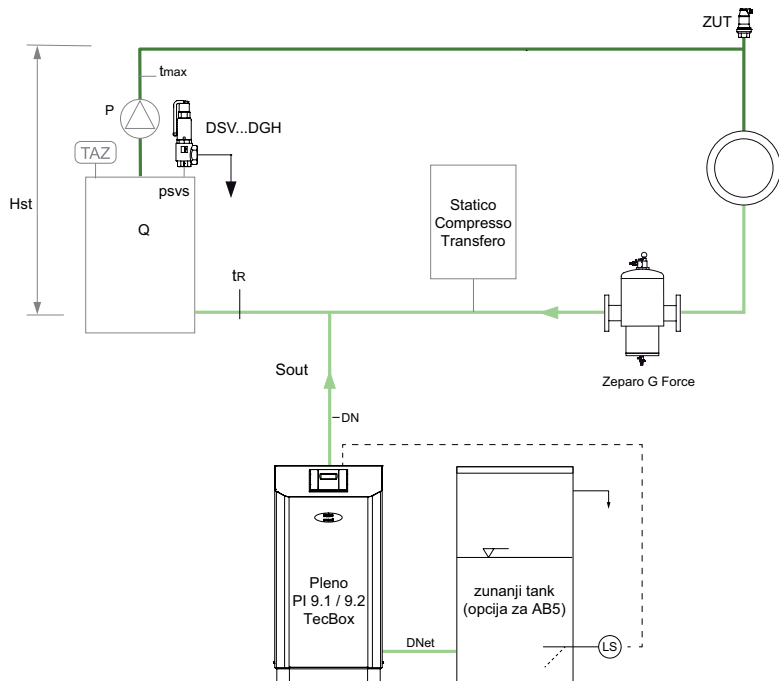 ZUT
tmax
P
DSV...DGH
TAZ
psvs
Hst
Q
Statico
Compresso
Transfero
tR
Zeparo G Force
Sout
DN
Pleno
PI 9.1 / 9.2
TecBox
zunanji tank
(opcija za AB5)
DNet
LS